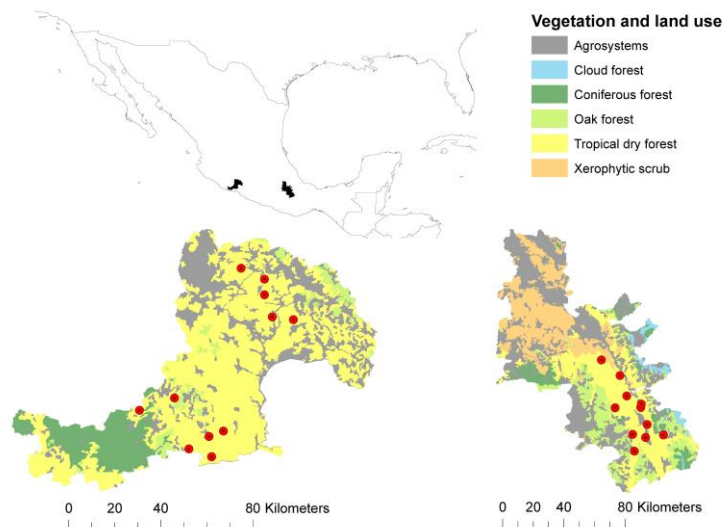 Vegetation and land use
Agrosystems
Cloud forest
Coniferous forest
Oak forest
Tropical dry forest
Xerophytic scrub
0 20 40 80 Kilometers
0 20 40 80 Kilometers